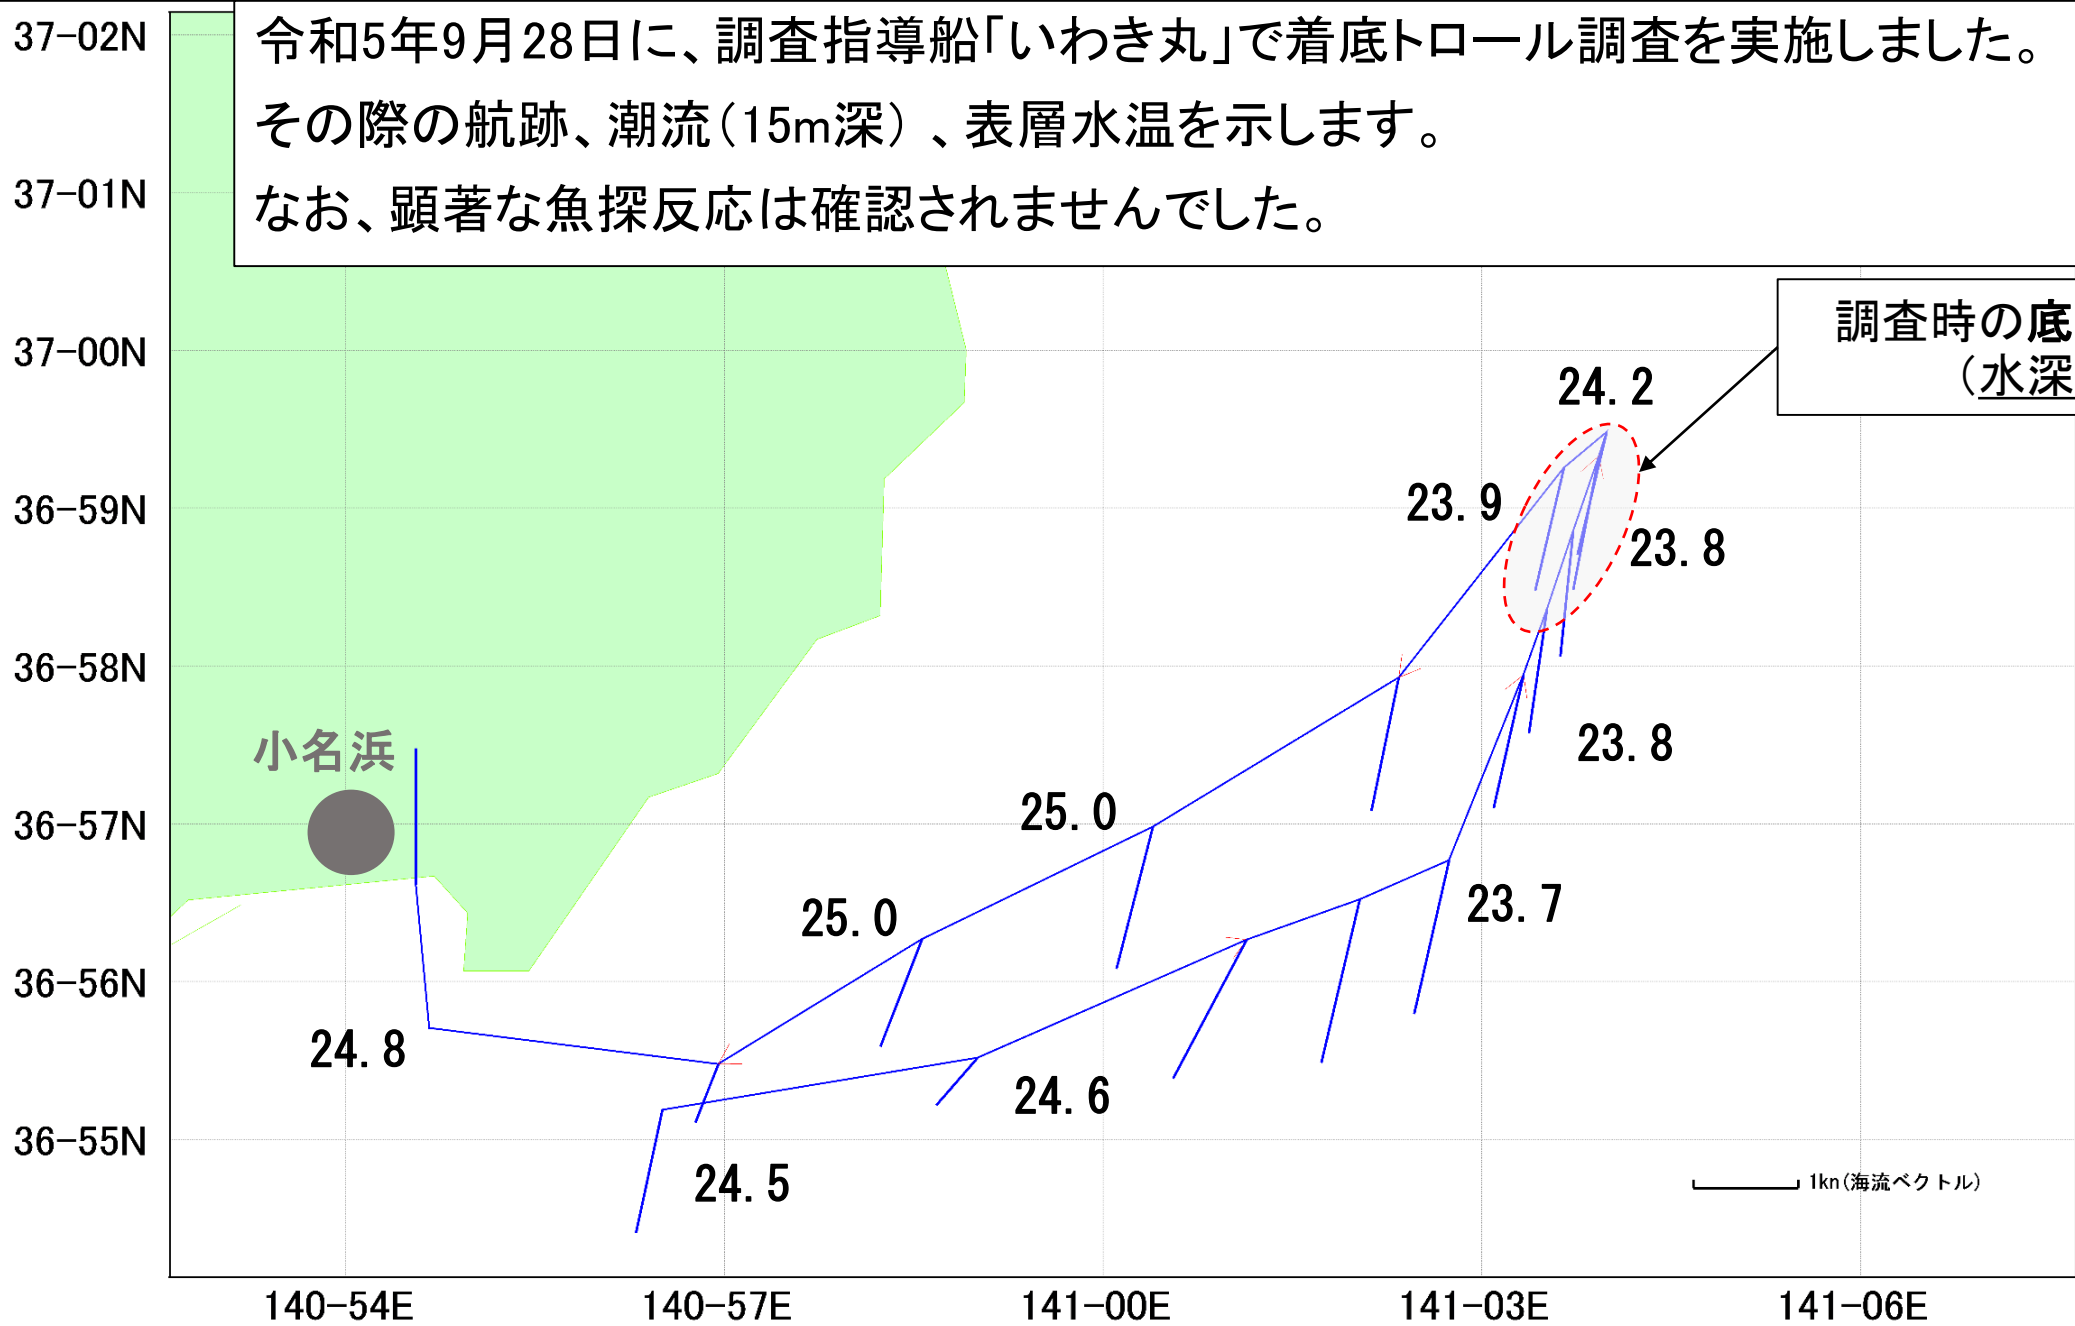 令和5年9月28日に、調査指導船「いわき丸」で着底トロール調査を実施しました。
その際の航跡、潮流(15m深)、表層水温を示します。
なお、顕著な魚探反応は確認されませんでした。
37-02N
37-01N
37-00N
36-59N
36-58N
36-57N
36-56N
36-55N
調査時の底
(水深
24.2
23.9
23.8
23.8
小名浜
25.0
25.0
23.7
24.8
24.6
24.5
1kn(海流ベクトル)
140-54E
140-57E
141-00E
141-03E
141-06E